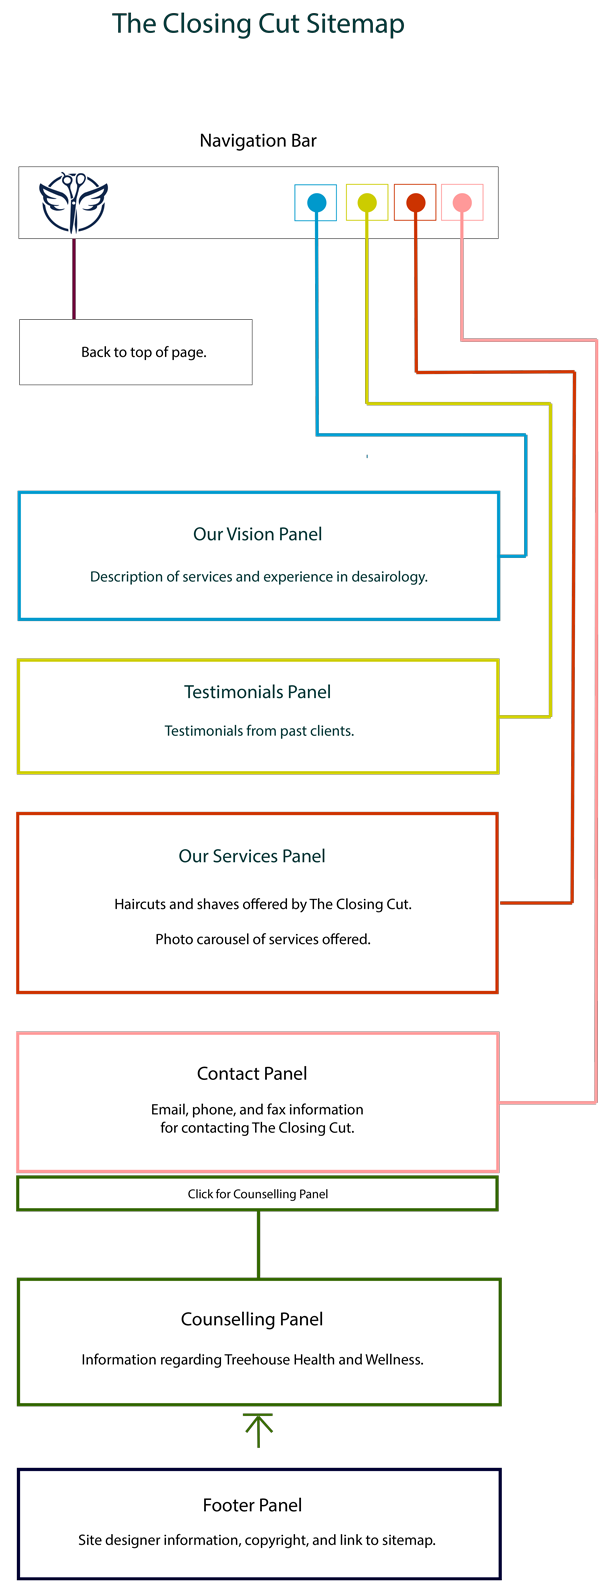 The Closing Cut Sitemap
Navigation Bar
Back to top of page.
Our Vision Panel
Description of services and experience in desairology.
Testimonials Panel
Testimonials from past clients.
Our Services Panel
Haircuts and shaves offered by The Closing Cut.
Photo carousel of services offered.
Contact Panel
Email, phone, and fax information
for contacting The Closing Cut.
Click for Counselling Panel
Counselling Panel
Information regarding Treehouse Health and Wellness.
Footer Panel
Site designer information, copyright, and link to sitemap.